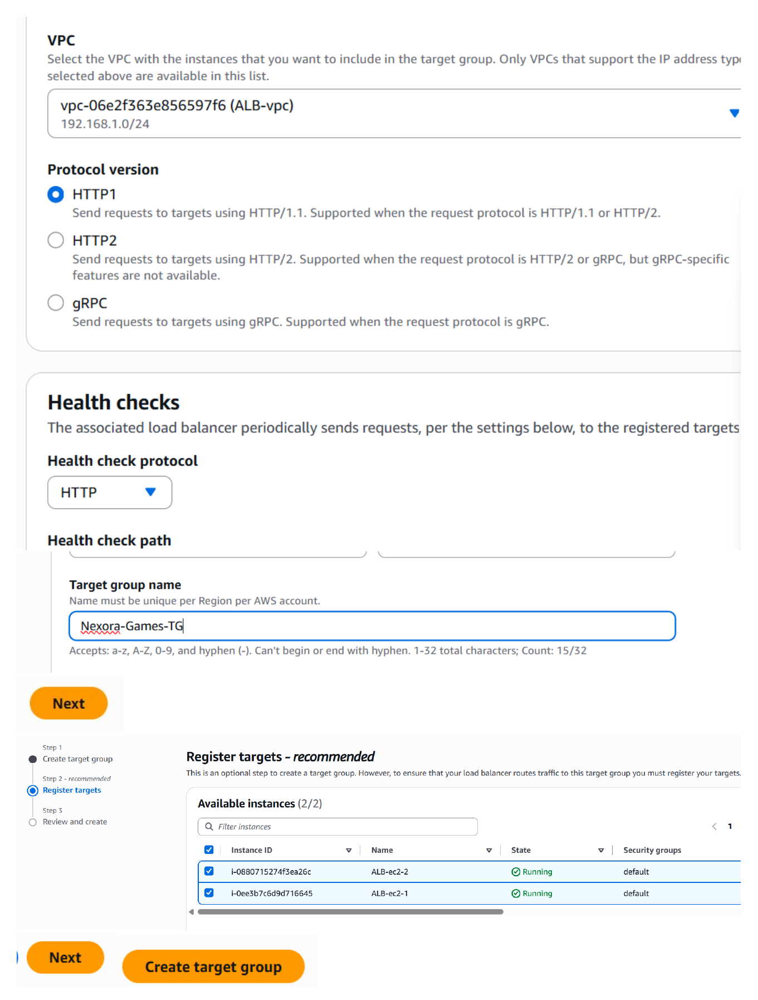 VPC
Select the VPC with the instances that you want to include in the target group. Only VPCs that support the IP address type
selected above are available in this list.
vpc-06e2f363e856597f6 (ALB-vpc)
192.168.1.0/24
Protocol version
HTTP1
Send requests to targets using HTTP/1.1. Supported when the request protocol is HTTP/1.1 or HTTP/2.
HTTP2
Send requests to targets using HTTP/2. Supported when the request protocol is HTTP/2 or gRPC, but gRPC-specific
features are not available.
gRPC
Send requests to targets using gRPC. Supported when the request protocol is gRPC.
Health checks
The associated load balancer periodically sends requests, per the settings below, to the registered targets
Health check protocol
HTTP
Health check path
Target group name
Name must be unique per Region per AWS account.
Nexora-Games-TG
Accepts: a-z, A-Z, 0-9, and hyphen (-). Can't begin or end with hyphen. 1-32 total characters; Count: 15/32
Next
Step 1
Create target group
Step 2 - recommended
Register targets
Step 3
Review and create
Register targets - recommended
This is an optional step to create a target group. However, to ensure that your load balancer routes traffic to this target group you must register your targets.
Available instances (2/2)
Filter instances
1
Instance ID Name State Security groups
i-0880715274f3ea26c ALB-ec2-2 Running default
i-0ee3b7c6d9d716645 ALB-ec2-1 Running default
Next
Create target group